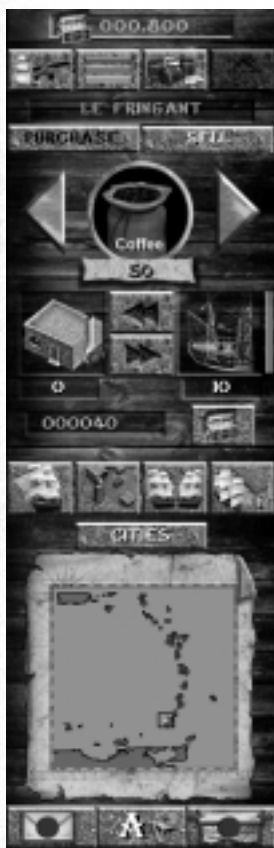 000.800
LE FRINGANT
PURCHASE SELL
Coffee
50
0 10
000040
CITIES
A